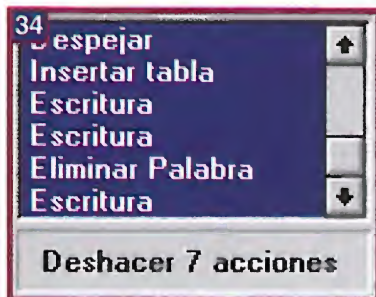 34
Despejar
Insertar tabla
Escritura
Escritura
Eliminar Palabra
Escritura
Deshacer 7 acciones